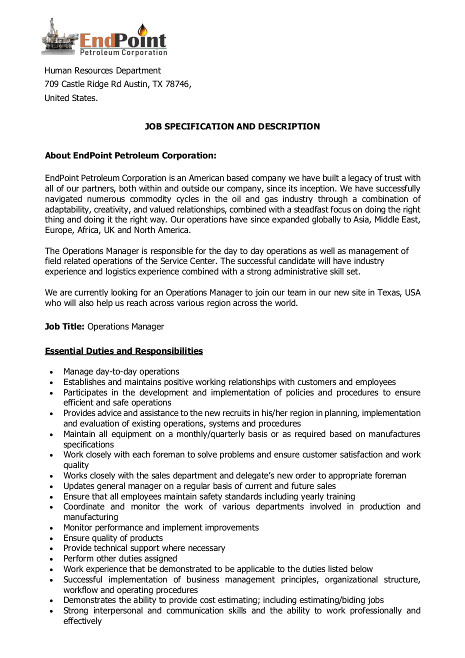 EndPoint
Petroleum Corporation
Human Resources Department
709 Castle Ridge Rd Austin, TX 78746,
United States.
JOB SPECIFICATION AND DESCRIPTION
About EndPoint Petroleum Corporation:
EndPoint Petroleum Corporation is an American based company we have built a legacy of trust with
all of our partners, both within and outside our company, since its inception. We have successfully
navigated numerous commodity cycles in the oil and gas industry through a combination of
adaptability, creativity, and valued relationships, combined with a steadfast focus on doing the right
thing and doing it the right way. Our operations have since expanded globally to Asia, Middle East,
Europe, Africa, UK and North America.
The Operations Manager is responsible for the day to day operations as well as management of
field related operations of the Service Center. The successful candidate will have industry
experience and logistics experience combined with a strong administrative skill set.
We are currently looking for an Operations Manager to join our team in our new site in Texas, USA
who will also help us reach across various region across the world.
Job Title: Operations Manager
Essential Duties and Responsibilities
• Manage day-to-day operations
• Establishes and maintains positive working relationships with customers and employees
• Participates in the development and implementation of policies and procedures to ensure
efficient and safe operations
• Provides advice and assistance to the new recruits in his/her region in planning, implementation
and evaluation of existing operations, systems and procedures
• Maintain all equipment on a monthly/quarterly basis or as required based on manufactures
specifications
• Work closely with each foreman to solve problems and ensure customer satisfaction and work
quality
• Works closely with the sales department and delegate's new order to appropriate foreman
• Updates general manager on a regular basis of current and future sales
• Ensure that all employees maintain safety standards including yearly training
• Coordinate and monitor the work of various departments involved in production and
manufacturing
• Monitor performance and implement improvements
• Ensure quality of products
• Provide technical support where necessary
• Perform other duties assigned
• Work experience that be demonstrated to be applicable to the duties listed below
• Successful implementation of business management principles, organizational structure,
workflow and operating procedures
• Demonstrates the ability to provide cost estimating; including estimating/biding jobs
• Strong interpersonal and communication skills and the ability to work professionally and
effectively